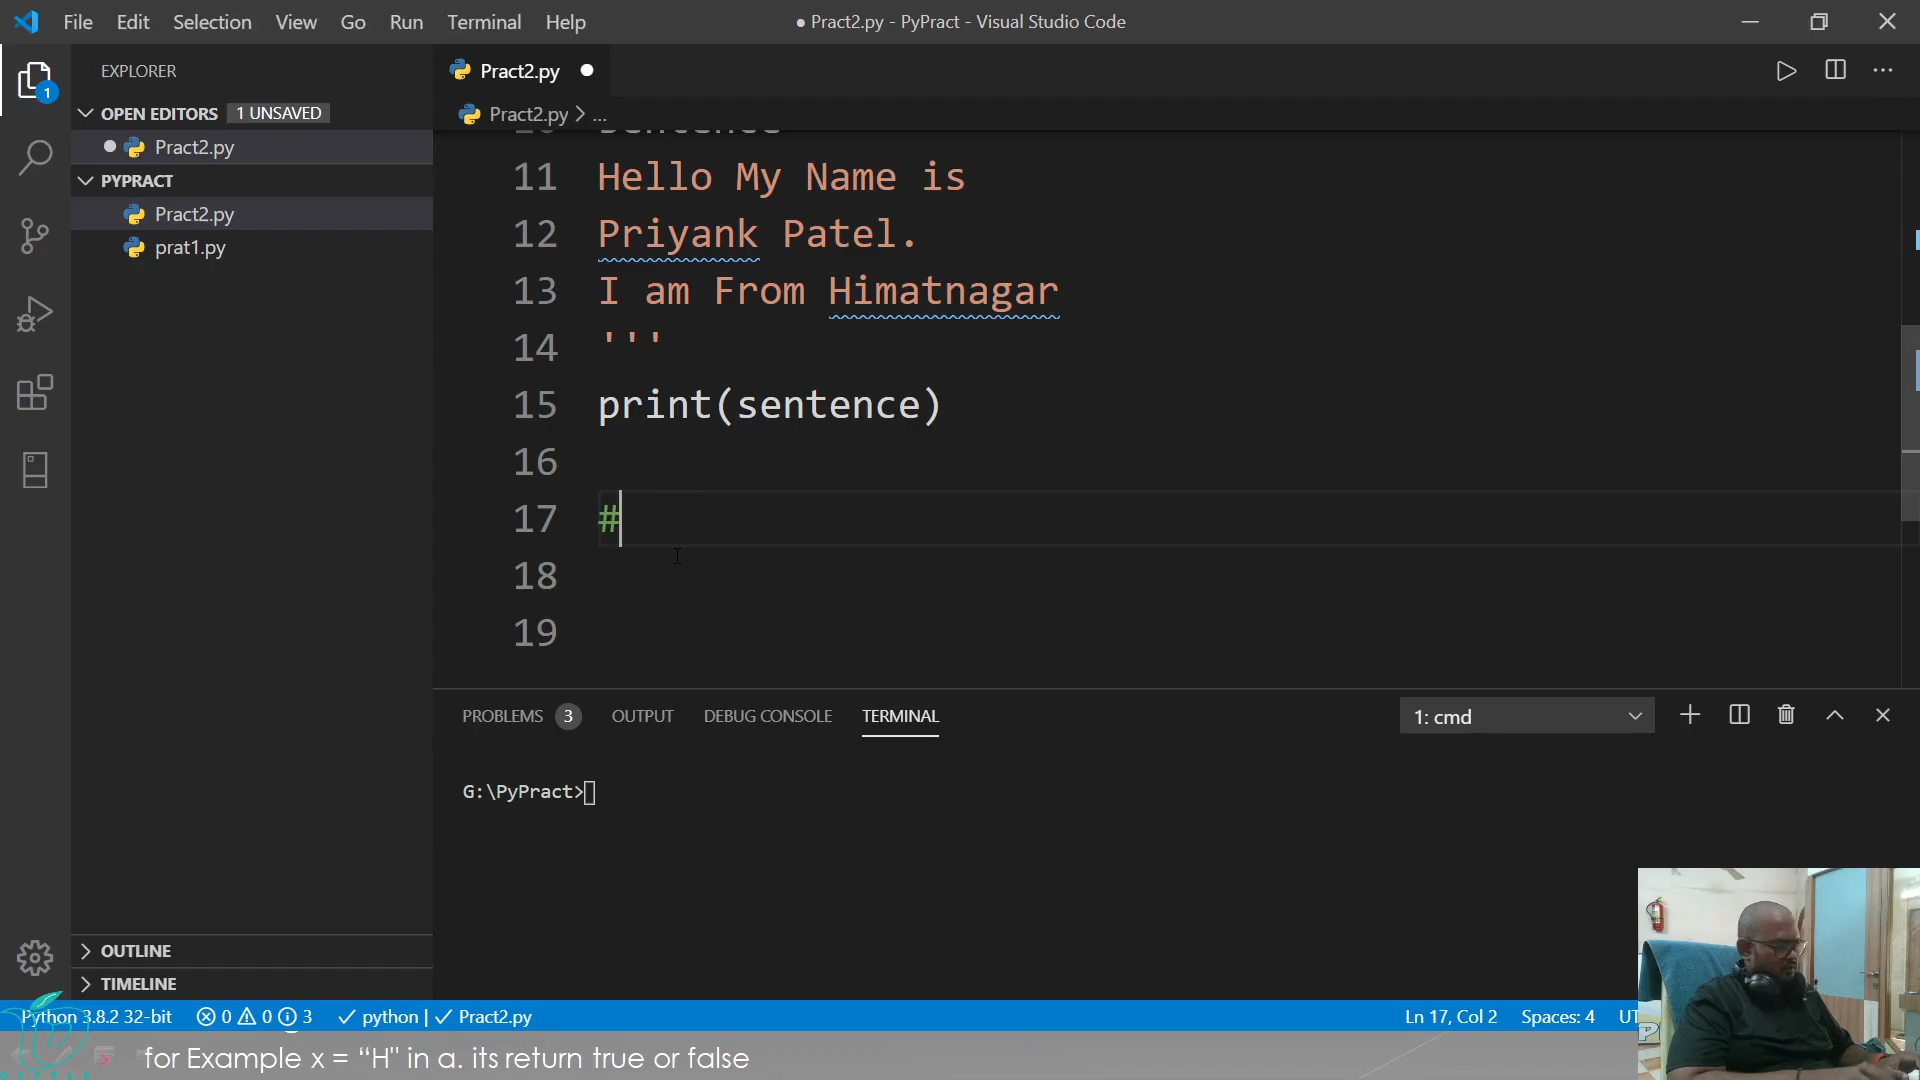 File Edit Selection View Go Run Terminal Help
● Pract2.py - PyPract - Visual Studio Code
EXPLORER
OPEN EDITORS 1 UNSAVED
Pract2.py
PYPRACT
Pract2.py
prat1.py
OUTLINE
TIMELINE
1
Pract2.py
Pract2.py > ...
11 Hello My Name is
12 Priyank Patel.
13 I am From Himatnagar
14 '''
15 print(sentence)
16
17 #
18
19
PROBLEMS 3 OUTPUT DEBUG CONSOLE TERMINAL
1: cmd
G:\PyPract>
Python 3.8.2 32-bit 0 0 3 python | Pract2.py
Ln 17, Col 2 Spaces: 4 UT
for Example x = “H" in a. its return true or false